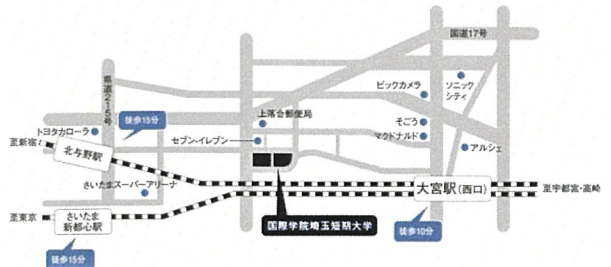 国道17号
県道215号
ビックカメラ
ソニック
シティ
上落合郵便局
そごう
マクドナルド
アルシェ
トヨタカローラ
徒歩15分
セブン-イレブン
至新宿
北与野駅
さいたまスーパーアリーナ
大宮駅(西口)
至宇都宮・高崎
至東京
さいたま
新都心駅
国際学院埼玉短期大学
徒歩10分
徒歩15分